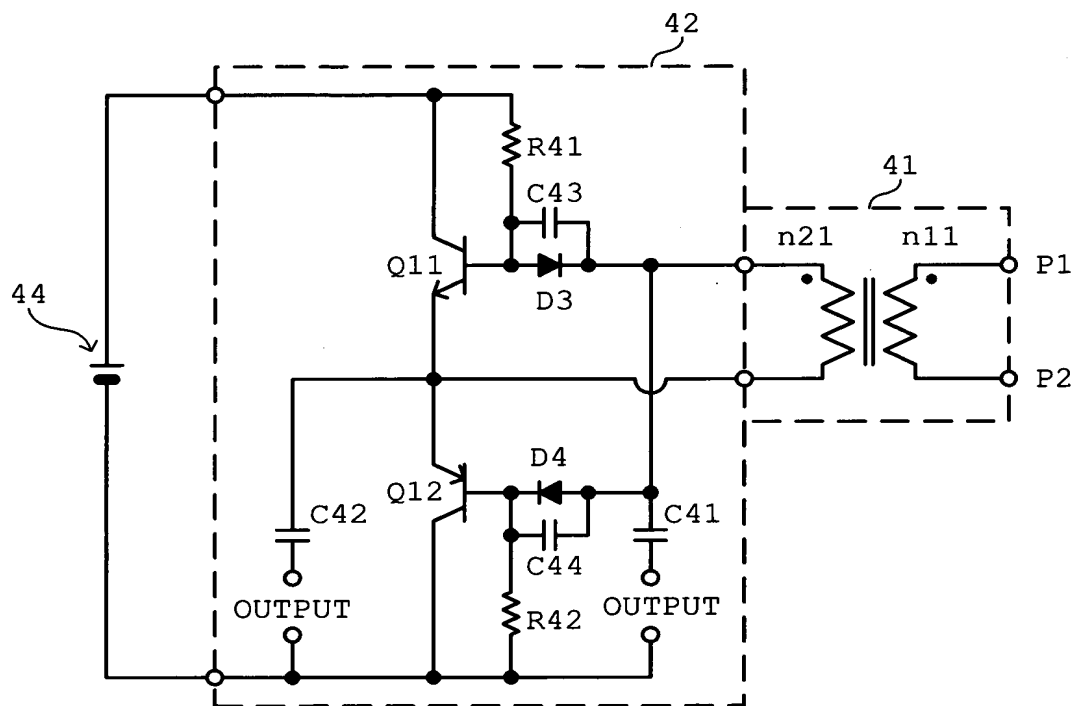 42
R41
41
C43
n21 n11
Q11
P1
44
D3
P2
D4
Q12
C42
C41
C44
OUTPUT
R42
OUTPUT